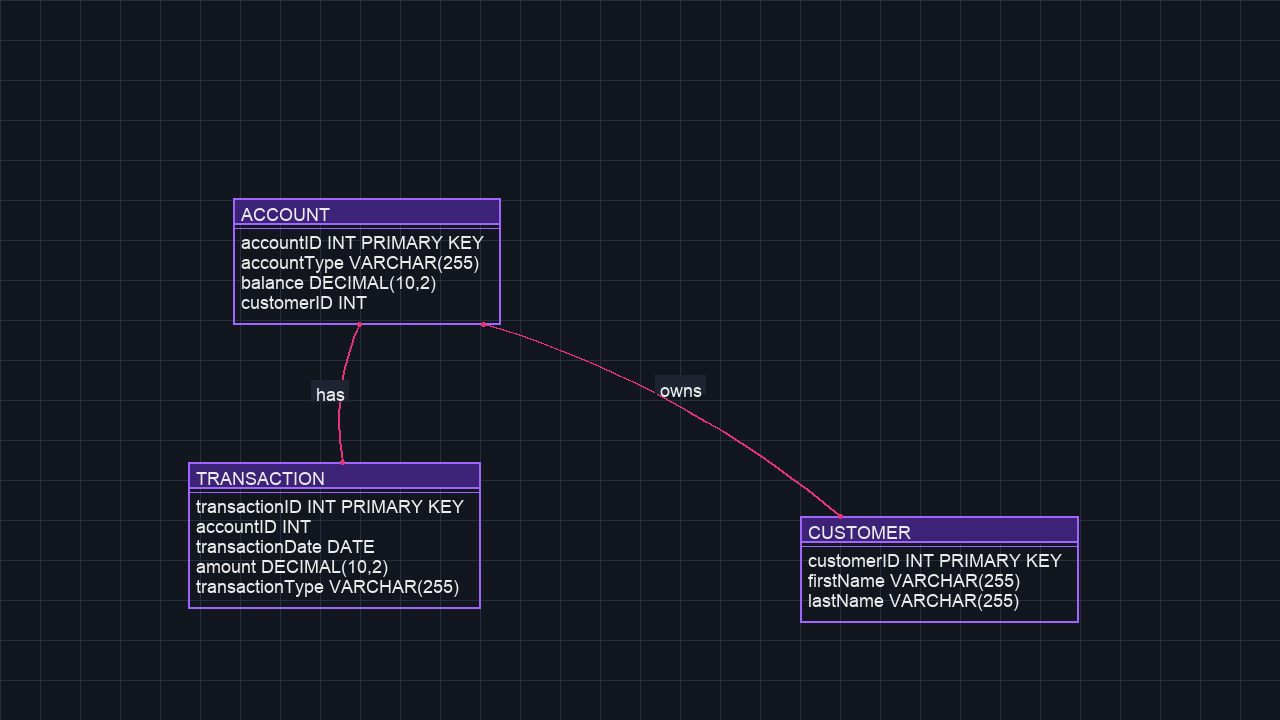 ACCOUNT
accountID INT PRIMARY KEY
accountType VARCHAR(255)
balance DECIMAL(10,2)
customerID INT
has
owns
TRANSACTION
transactionID INT PRIMARY KEY
accountID INT
transactionDate DATE
amount DECIMAL(10,2)
transactionType VARCHAR(255)
CUSTOMER
customerID INT PRIMARY KEY
firstName VARCHAR(255)
lastName VARCHAR(255)